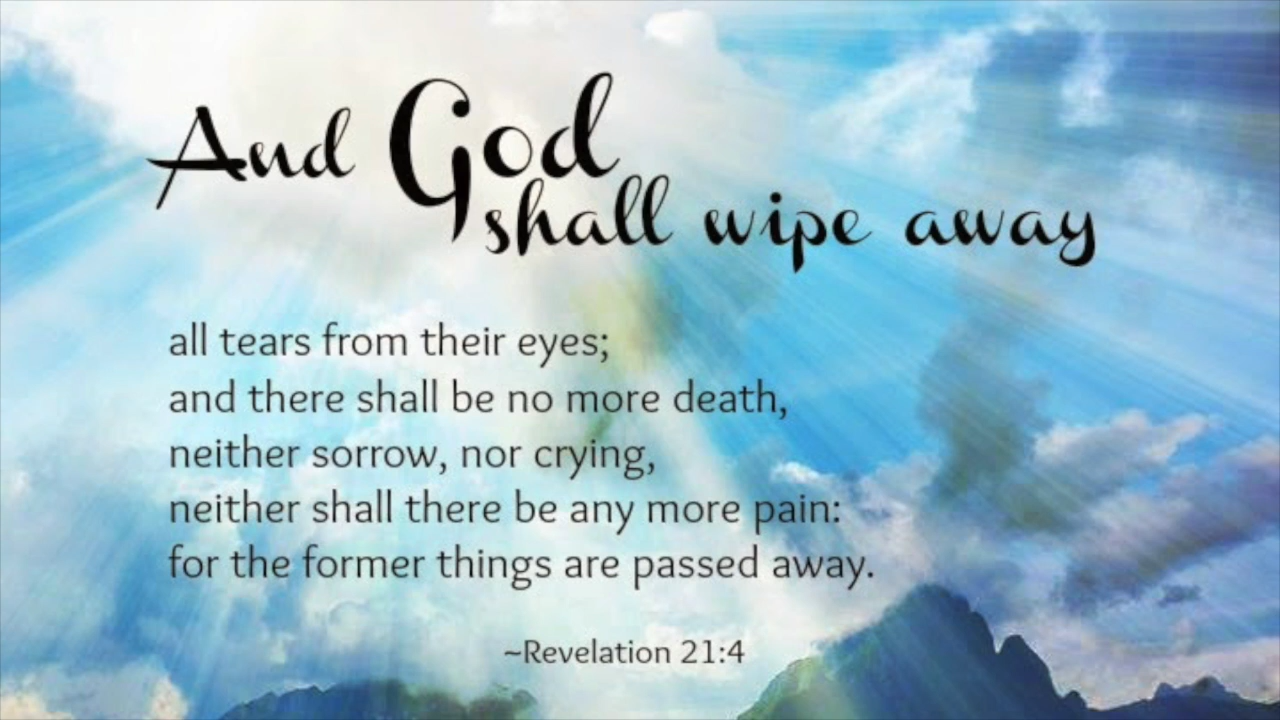 And God
shall wipe away
all tears from their eyes;
and there shall be no more death,
neither sorrow, nor crying,
neither shall there be any more pain:
for the former things are passed away.
~Revelation 21:4